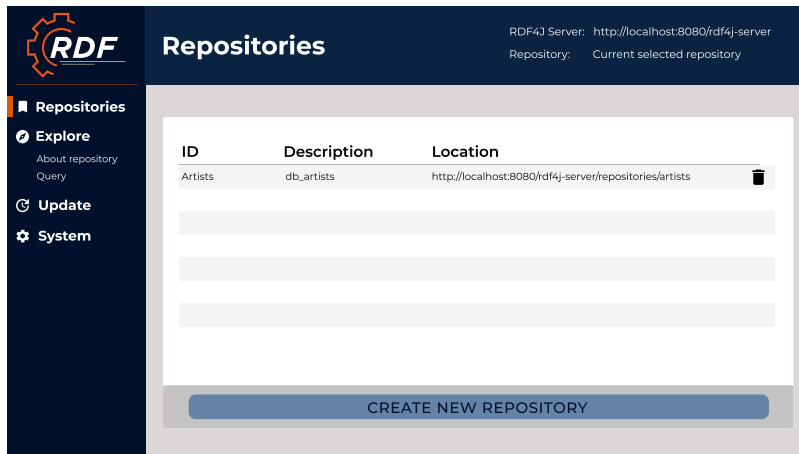 RDF
Repositories
RDF4J Server: http://localhost:8080/rdf4j-server
Repository: Current selected repository
Repositories
Explore
About repository
Query
Update
System
ID Description Location
Artists db_artists http://localhost:8080/rdf4j-server/repositories/artists
CREATE NEW REPOSITORY